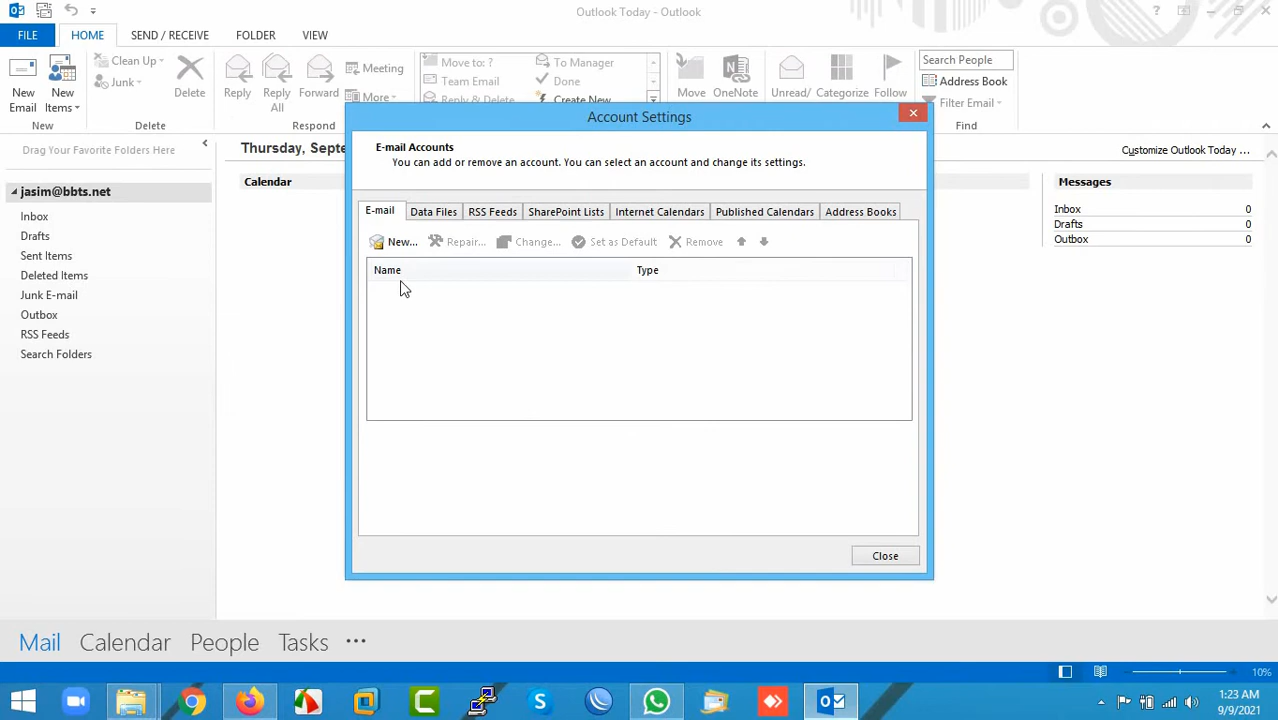 Outlook Today - Outlook
FILE HOME SEND / RECEIVE FOLDER VIEW
New Email
New Items
Clean Up
Junk
Delete
Reply
Reply All
Forward
Meeting
More
Move to: ?
Team Email
Reply & Delete
To Manager
Done
Create New
Move
OneNote
Unread/
Categorize
Follow
Search People
Address Book
Filter Email
New Delete Respond Find
Drag Your Favorite Folders Here
jasim@bbts.net
Inbox
Drafts
Sent Items
Deleted Items
Junk E-mail
Outbox
RSS Feeds
Search Folders
Thursday, Septe
Calendar
Customize Outlook Today ...
Messages
Inbox 0
Drafts 0
Outbox 0
Account Settings
E-mail Accounts
You can add or remove an account. You can select an account and change its settings.
E-mail Data Files RSS Feeds SharePoint Lists Internet Calendars Published Calendars Address Books
New... Repair... Change... Set as Default Remove
Name Type
Close
Mail Calendar People Tasks ...
10%
1:23 AM
9/9/2021